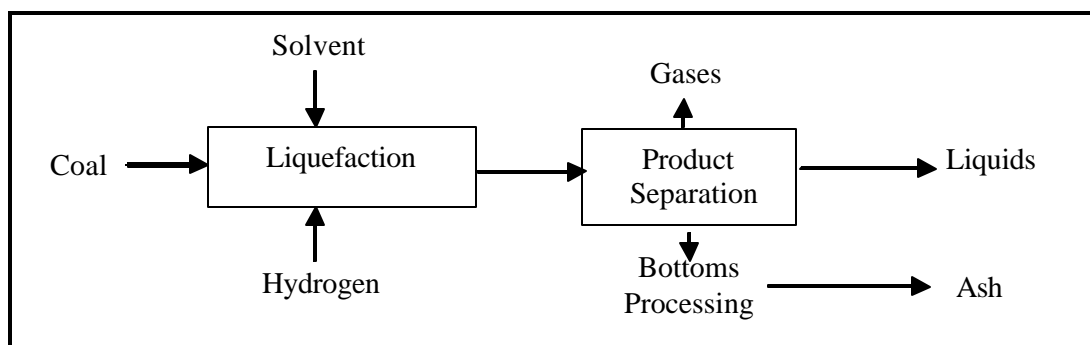 Solvent
Gases
Coal
Liquefaction
Product
Separation
Liquids
Hydrogen
Bottoms
Processing
Ash